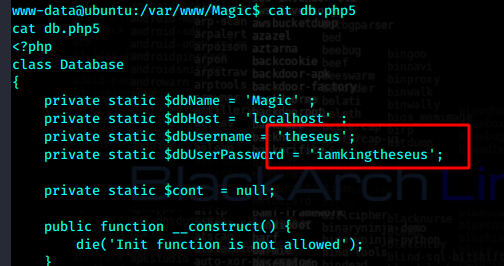 www-data@ubuntu:/var/www/Magic$ cat db.php5
cat db.php5
<?php
class Database
{
    private static $dbName = 'Magic' ;
    private static $dbHost = 'localhost' ;
    private static $dbUsername = 'theseus';
    private static $dbUserPassword = 'iamkingtheseus';

    private static $cont  = null;

    public function __construct() {
        die('Init function is not allowed');
    }